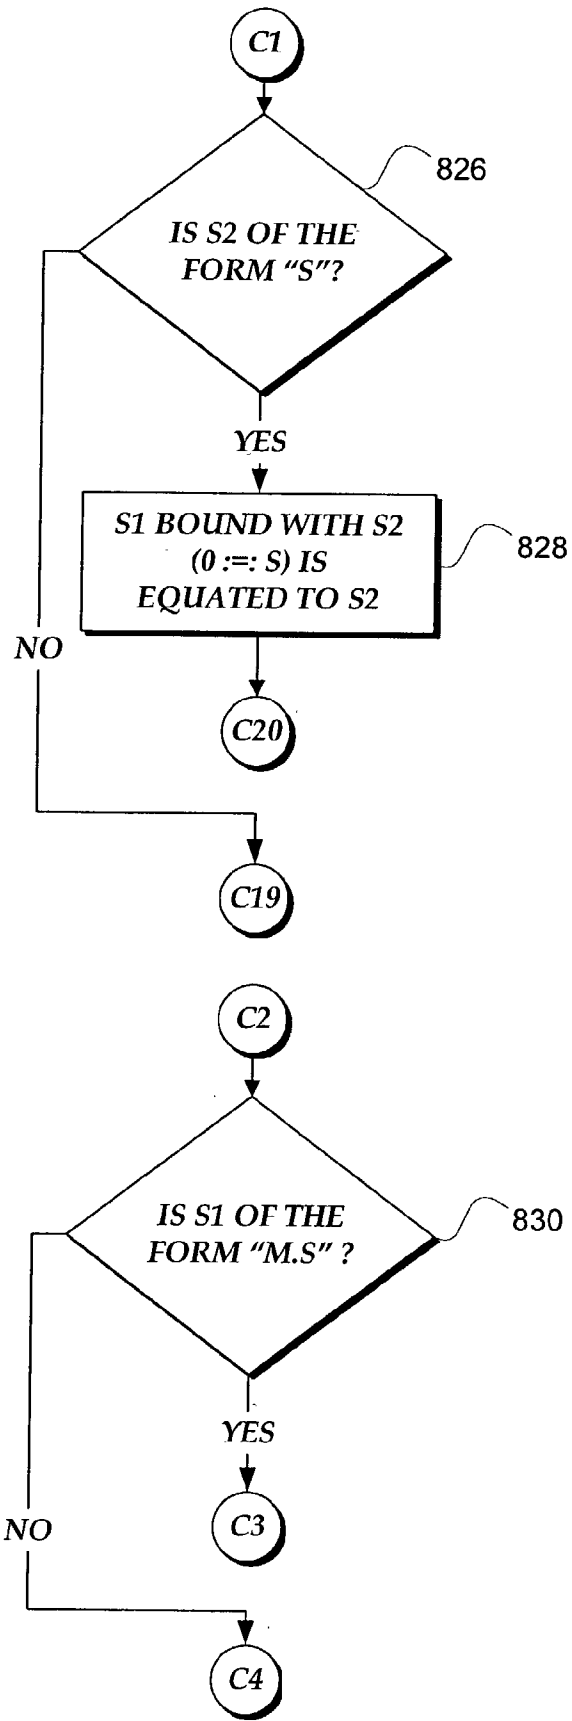 C1
826
IS S2 OF THE
FORM “S”?
YES
S1 BOUND WITH S2
(0 :=: S) IS
EQUATED TO S2
828
NO
C20
C19
C2
IS S1 OF THE
FORM “M.S” ?
830
YES
C3
NO
C4